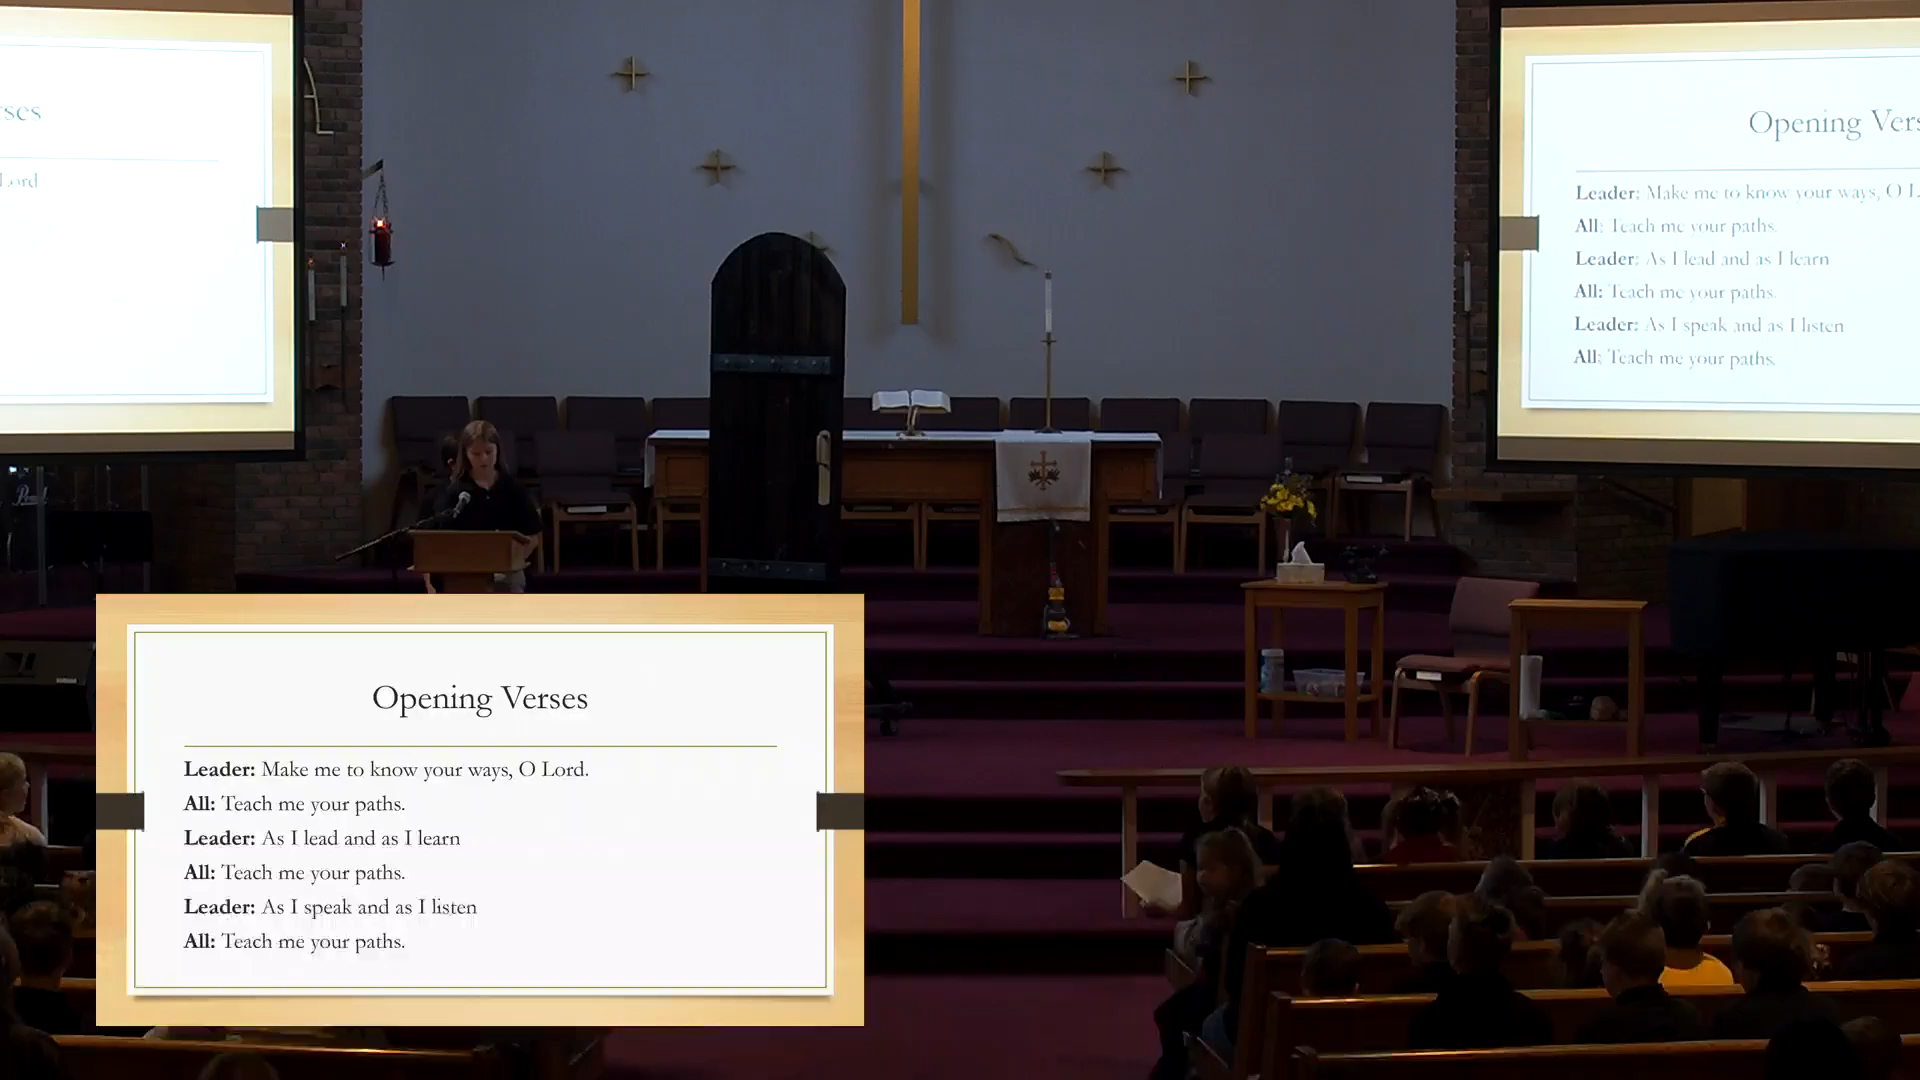 rses
Lord
Opening Vers
Leader: Make me to know your ways, O L
All: Teach me your paths.
Leader: As I lead and as I learn
All: Teach me your paths.
Leader: As I speak and as I listen
All: Teach me your paths.
Opening Verses
Leader: Make me to know your ways, O Lord.
All: Teach me your paths.
Leader: As I lead and as I learn
All: Teach me your paths.
Leader: As I speak and as I listen
All: Teach me your paths.